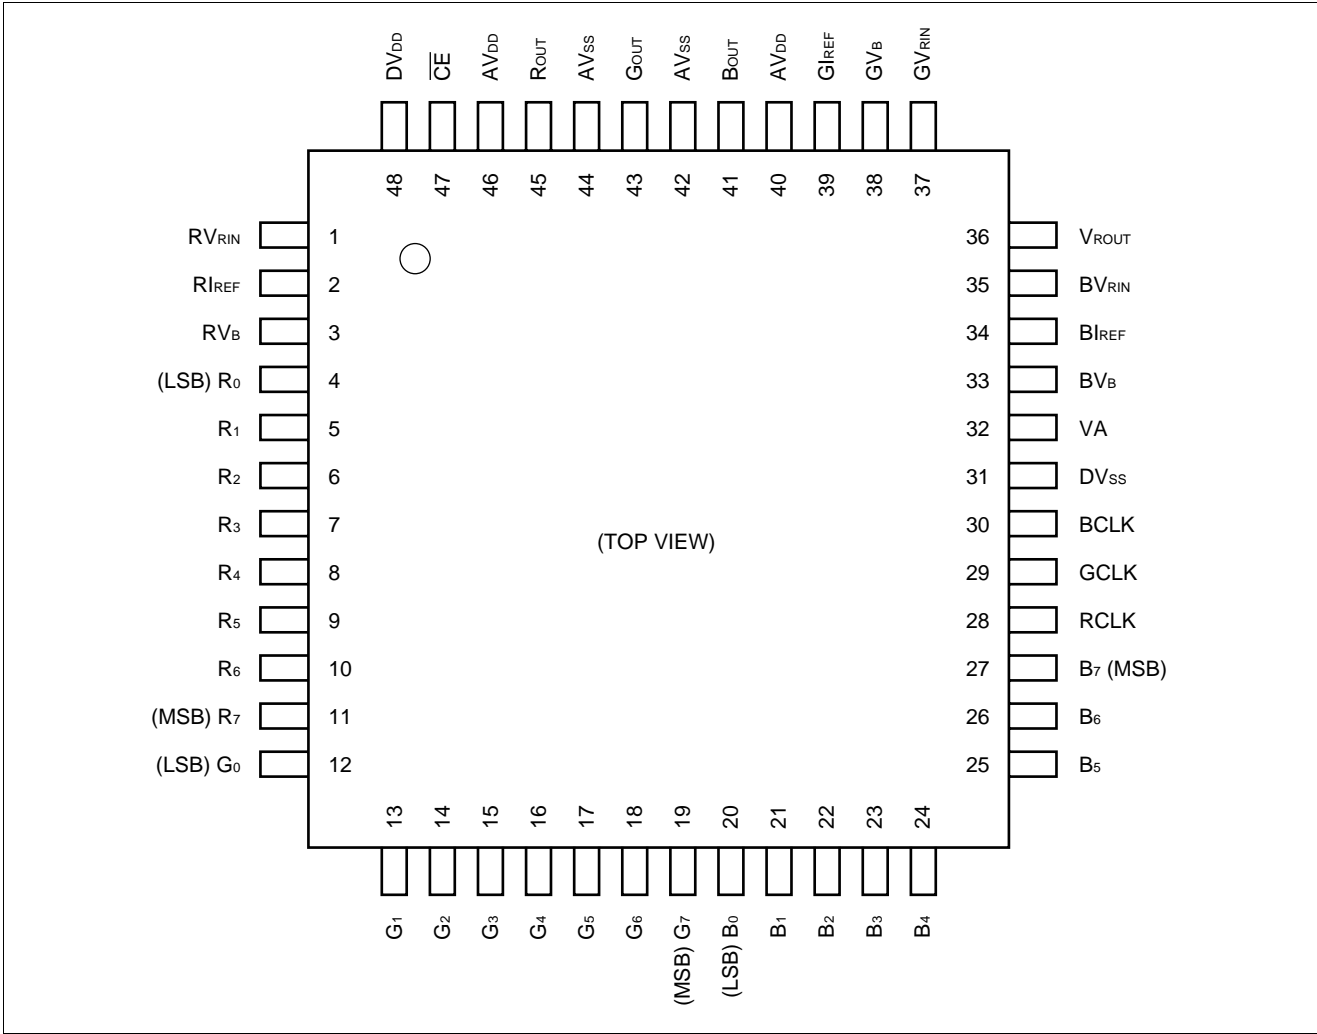 DVDD
CE
AVDD
ROUT
AVSS
GOUT
AVSS
BOUT
AVDD
GIREF
GVB
GVRIN
48
47
46
45
44
43
42
41
40
39
38
37
RVRIN 1
RIREF 2
RVB 3
(LSB) R0 4
R1 5
R2 6
R3 7
R4 8
R5 9
R6 10
(MSB) R7 11
(LSB) G0 12
(TOP VIEW)
36 VROUT
35 BVRIN
34 BIREF
33 BVB
32 VA
31 DVSS
30 BCLK
29 GCLK
28 RCLK
27 B7 (MSB)
26 B6
25 B5
13
14
15
16
17
18
19
20
21
22
23
24
G1
G2
G3
G4
G5
G6
(MSB) G7
(LSB) B0
B1
B2
B3
B4